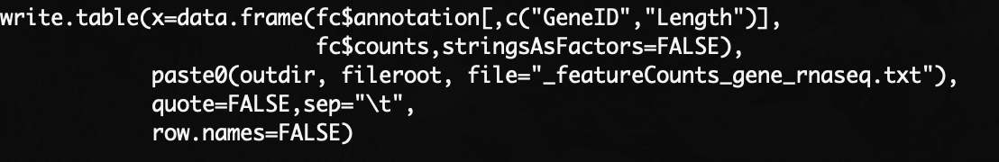 write.table(x=data.frame(fc$annotation[,c("GeneID","Length")],
fc$counts,stringsAsFactors=FALSE),
paste0(outdir, fileroot, file="_featureCounts_gene_rnaseq.txt"),
quote=FALSE,sep="\t",
row.names=FALSE)